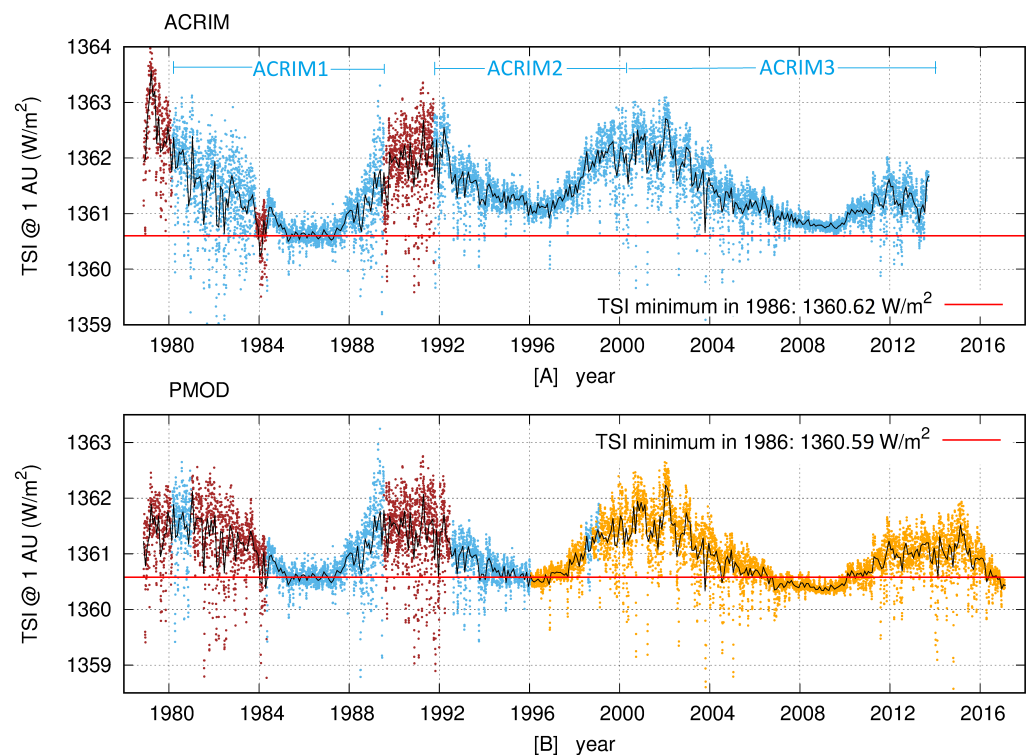 ACRIM
1364
1363
1362
1361
1360
1359
TSI @ 1 AU (W/m²)
ACRIM1
ACRIM2
ACRIM3
TSI minimum in 1986: 1360.62 W/m²
1980 1984 1988 1992 1996 2000 2004 2008 2012 2016
[A] year
PMOD
1363
1362
1361
1360
1359
TSI @ 1 AU (W/m²)
TSI minimum in 1986: 1360.59 W/m²
1980 1984 1988 1992 1996 2000 2004 2008 2012 2016
[B] year